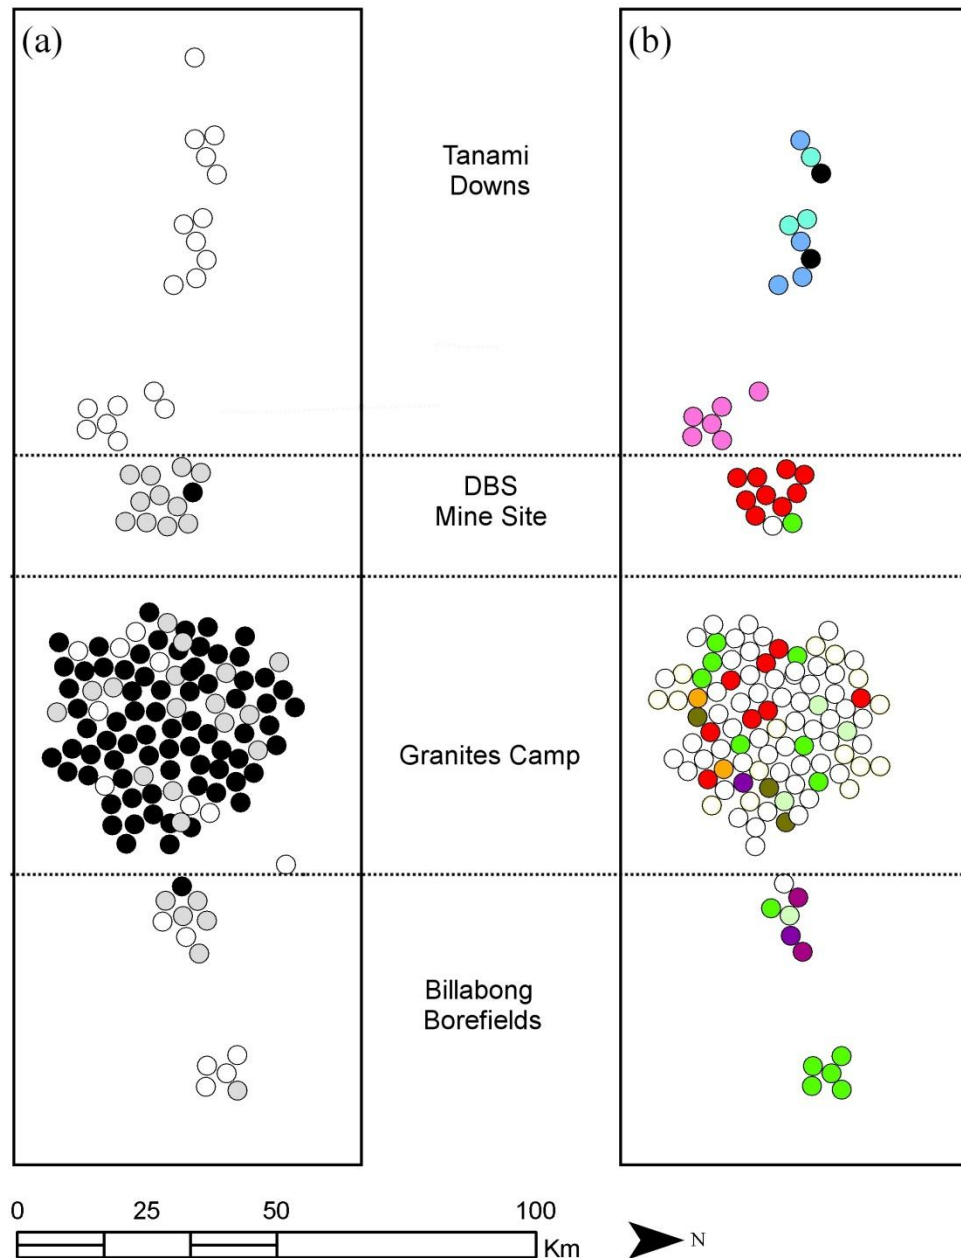 (a)
(b)
Tanami
Downs
DBS
Mine Site
Granites Camp
Billabong
Borefields
0 25 50 100
Km
N